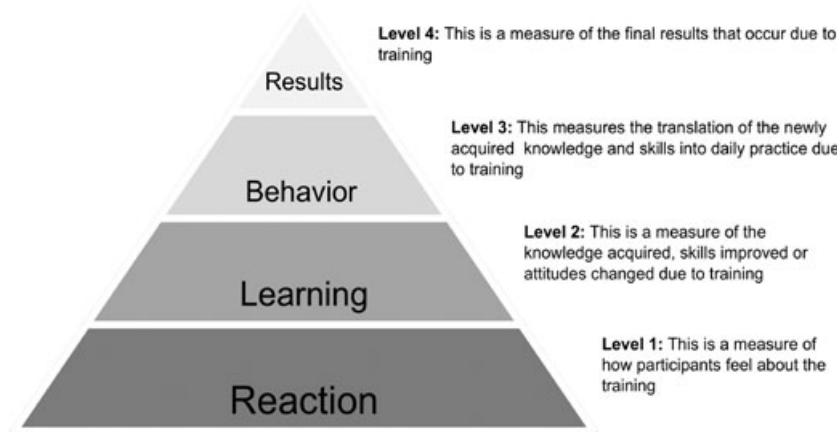 Level 4: This is a measure of the final results that occur due to
training
Results
Level 3: This measures the translation of the newly
acquired knowledge and skills into daily practice due
to training
Behavior
Level 2: This is a measure of the
knowledge acquired, skills improved or
attitudes changed due to training
Learning
Level 1: This is a measure of
how participants feel about the
training
Reaction